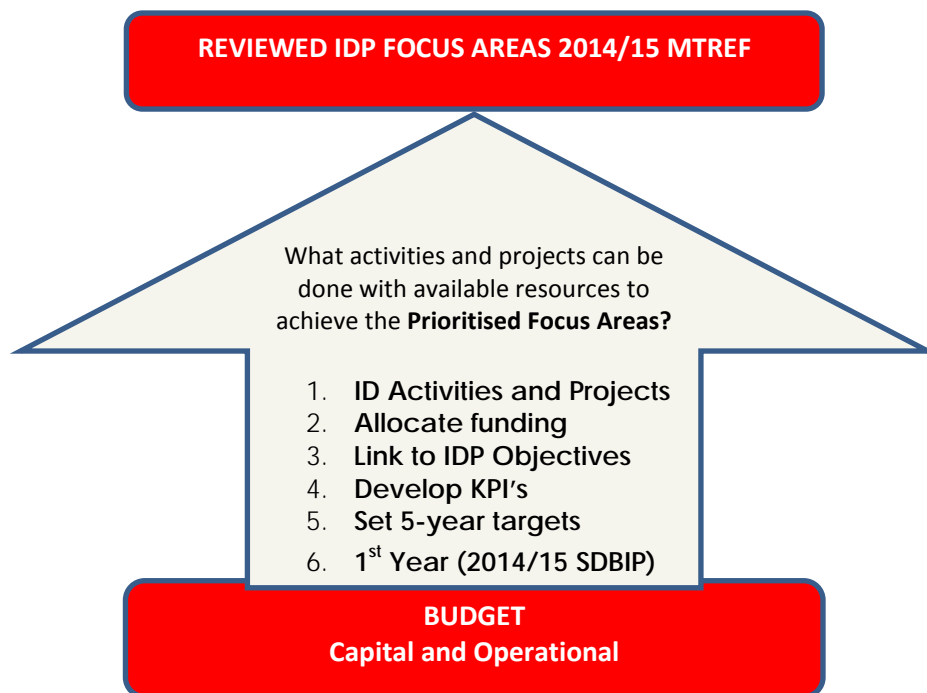 REVIEWED IDP FOCUS AREAS 2014/15 MTREF
What activities and projects can be
done with available resources to
achieve the Prioritised Focus Areas?
1. ID Activities and Projects
2. Allocate funding
3. Link to IDP Objectives
4. Develop KPI's
5. Set 5-year targets
6. 1st Year (2014/15 SDBIP)
BUDGET
Capital and Operational